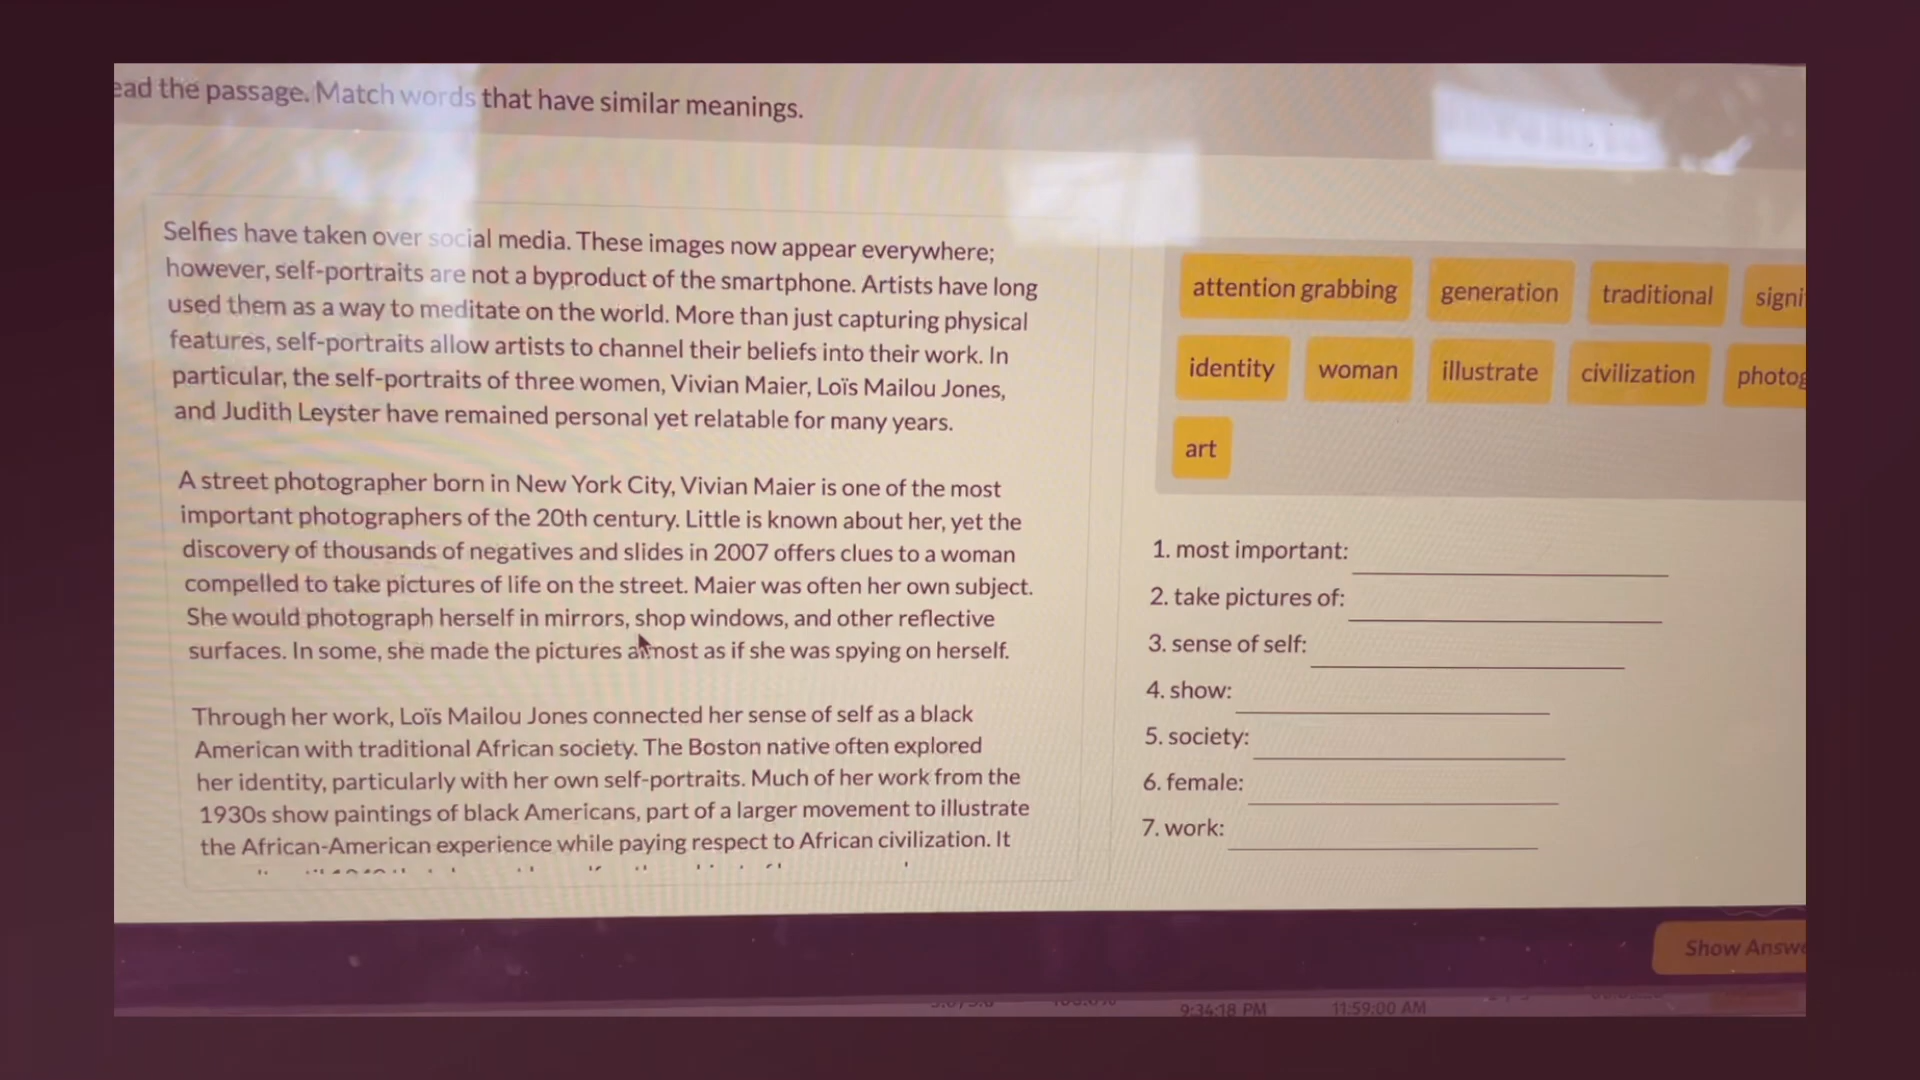 ead the passage. Match words that have similar meanings.
Selfies have taken over social media. These images now appear everywhere;
however, self-portraits are not a byproduct of the smartphone. Artists have long
used them as a way to meditate on the world. More than just capturing physical
features, self-portraits allow artists to channel their beliefs into their work. In
particular, the self-portraits of three women, Vivian Maier, Loïs Mailou Jones,
and Judith Leyster have remained personal yet relatable for many years.
A street photographer born in New York City, Vivian Maier is one of the most
important photographers of the 20th century. Little is known about her, yet the
discovery of thousands of negatives and slides in 2007 offers clues to a woman
compelled to take pictures of life on the street. Maier was often her own subject.
She would photograph herself in mirrors, shop windows, and other reflective
surfaces. In some, she made the pictures almost as if she was spying on herself.
Through her work, Loïs Mailou Jones connected her sense of self as a black
American with traditional African society. The Boston native often explored
her identity, particularly with her own self-portraits. Much of her work from the
1930s show paintings of black Americans, part of a larger movement to illustrate
the African-American experience while paying respect to African civilization. It
attention grabbing generation traditional signi
identity woman illustrate civilization photog
art
1. most important:
2. take pictures of:
3. sense of self:
4. show:
5. society:
6. female:
7. work:
Show Answe
9:34:18 PM 11:59:00 AM